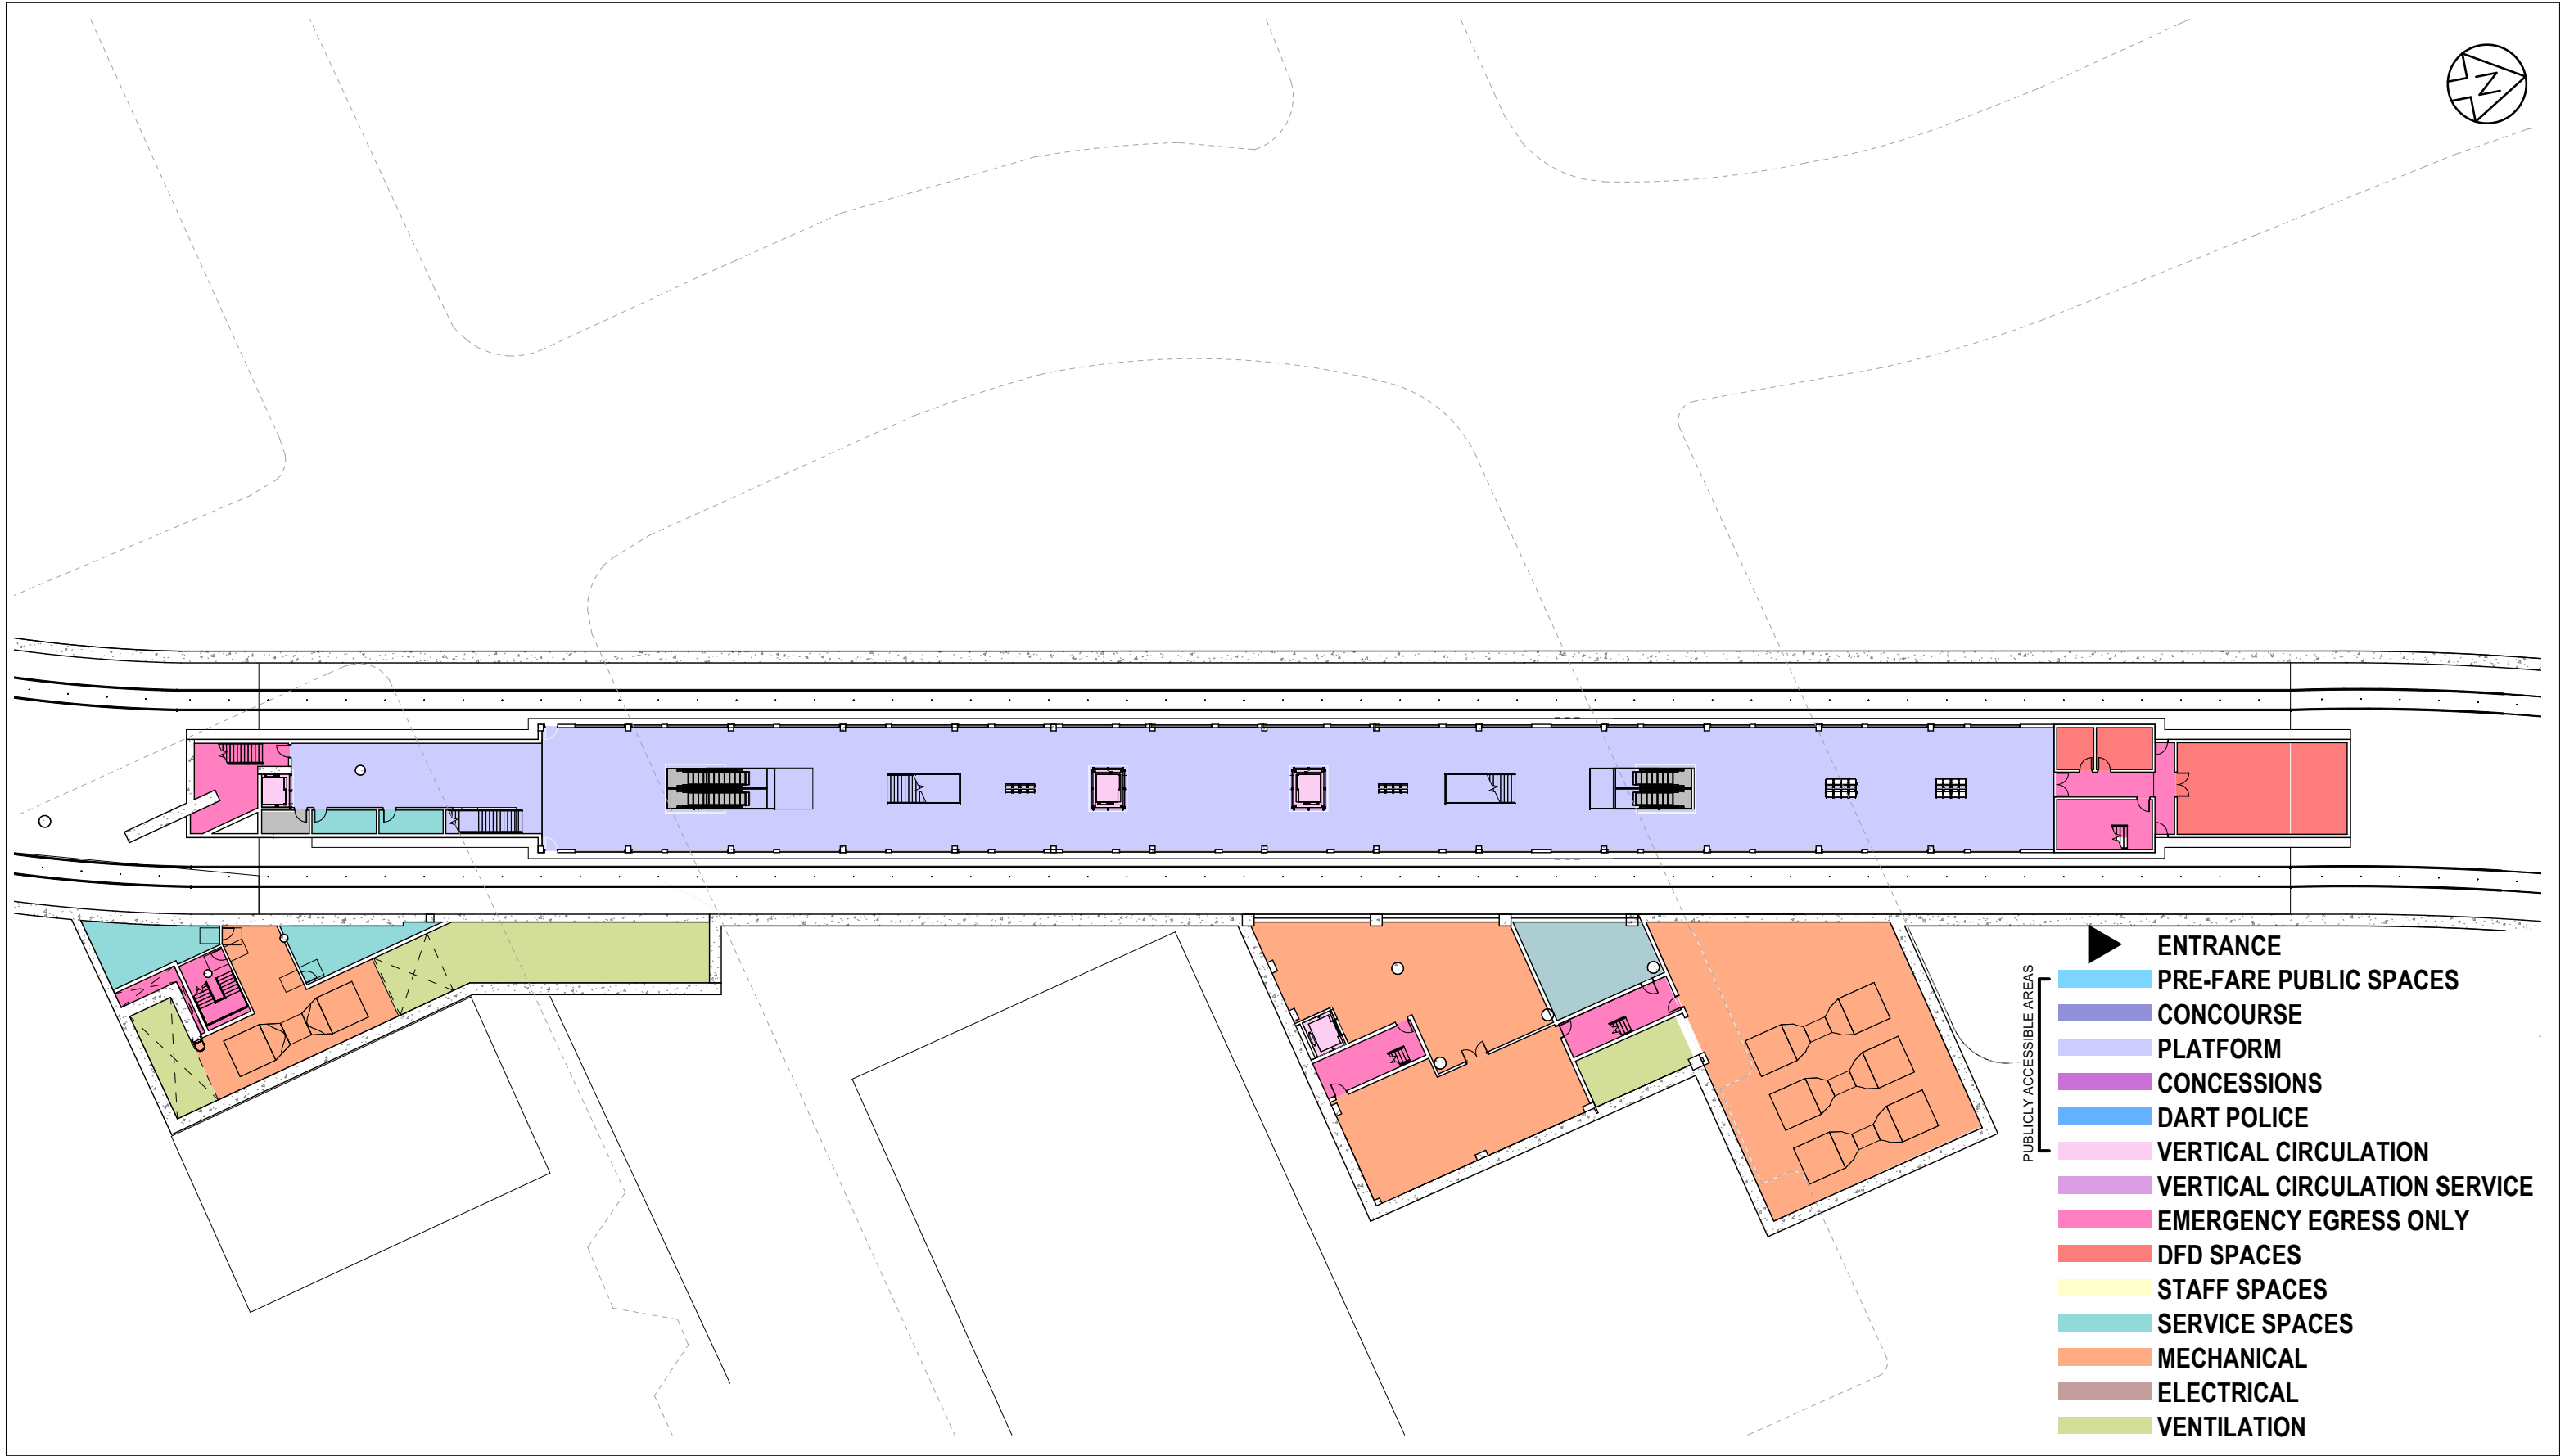 N
ENTRANCE
PUBLICLY ACCESSIBLE AREAS
PRE-FARE PUBLIC SPACES
CONCOURSE
PLATFORM
CONCESSIONS
DART POLICE
VERTICAL CIRCULATION
VERTICAL CIRCULATION SERVICE
EMERGENCY EGRESS ONLY
DFD SPACES
STAFF SPACES
SERVICE SPACES
MECHANICAL
ELECTRICAL
VENTILATION